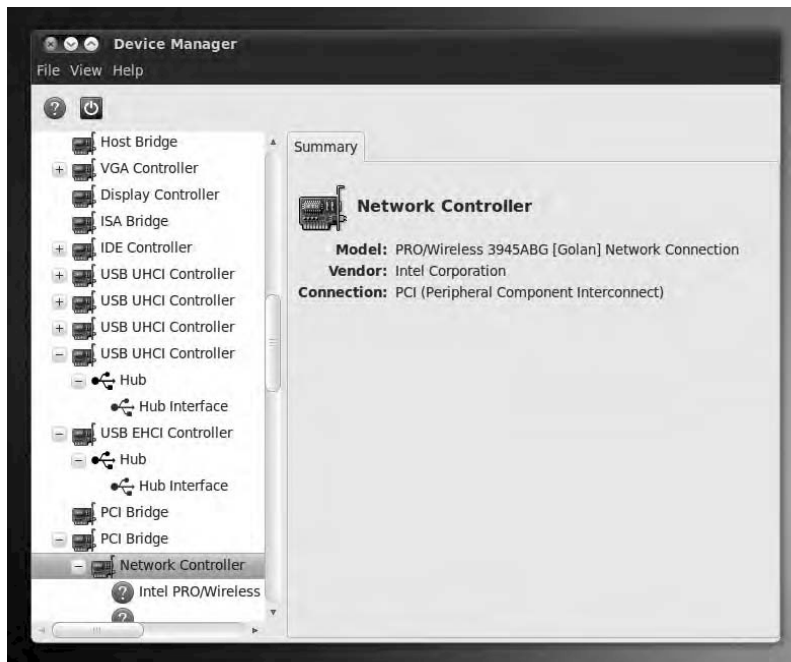 Device Manager
File View Help
Host Bridge
VGA Controller
Display Controller
ISA Bridge
IDE Controller
USB UHCI Controller
USB UHCI Controller
USB UHCI Controller
USB UHCI Controller
Hub
Hub Interface
USB EHCI Controller
Hub
Hub Interface
PCI Bridge
PCI Bridge
Network Controller
Intel PRO/Wireless
Summary
Network Controller
Model: PRO/Wireless 3945ABG [Golan] Network Connection
Vendor: Intel Corporation
Connection: PCI (Peripheral Component Interconnect)